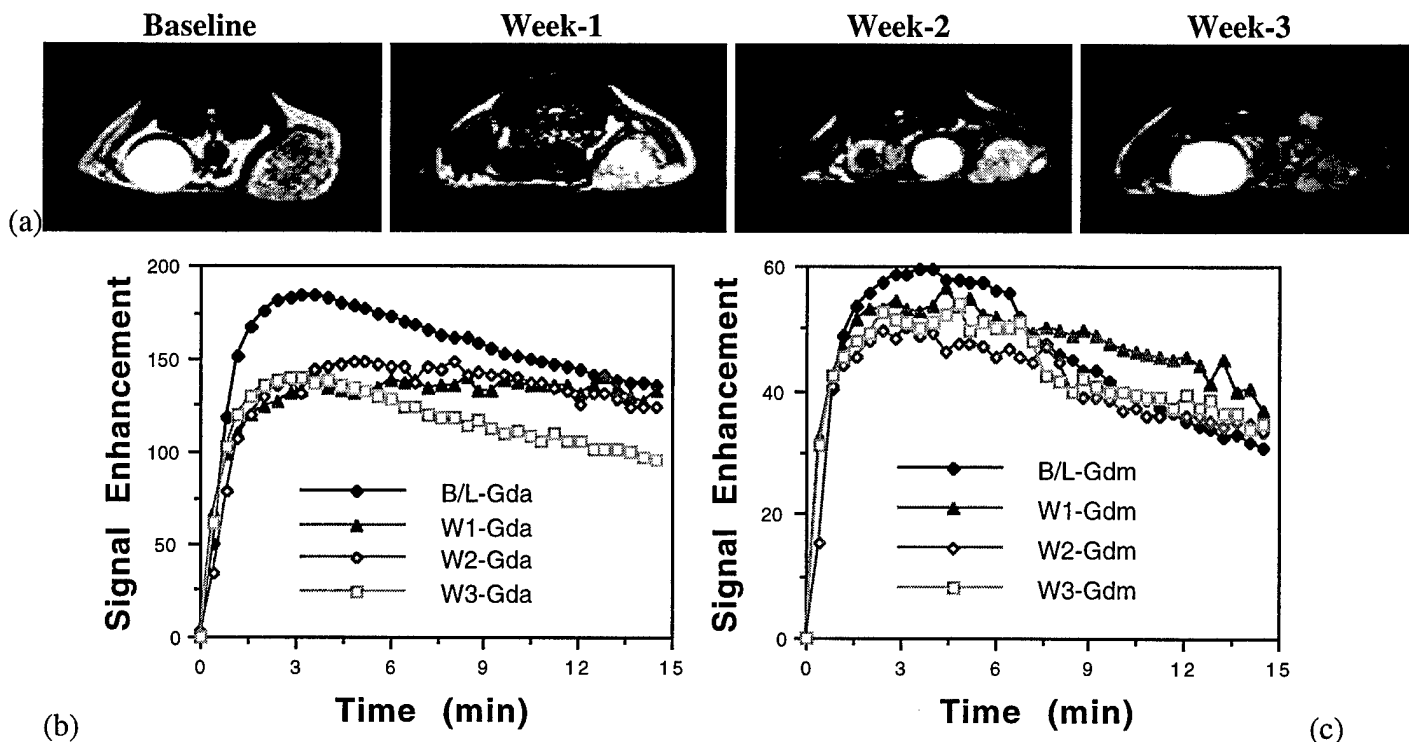 Baseline Week-1 Week-2 Week-3
(a)
200
150
100
50
0
Signal Enhancement
B/L-Gda
W1-Gda
W2-Gda
W3-Gda
0 3 6 9 12 15
Time (min)
(b)
60
40
20
0
Signal Enhancement
B/L-Gdm
W1-Gdm
W2-Gdm
W3-Gdm
0 3 6 9 12 15
Time (min)
(c)